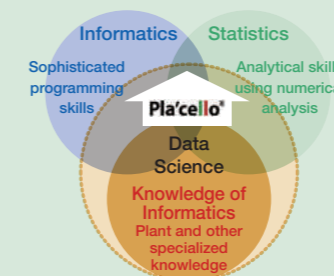 Informatics
Statistics
Sophisticated
programming
skills
Analytical skill
using numerica
analysis
Pla'cello®
Data
Science
Knowledge of
Informatics
Plant and other
specialized
knowledge